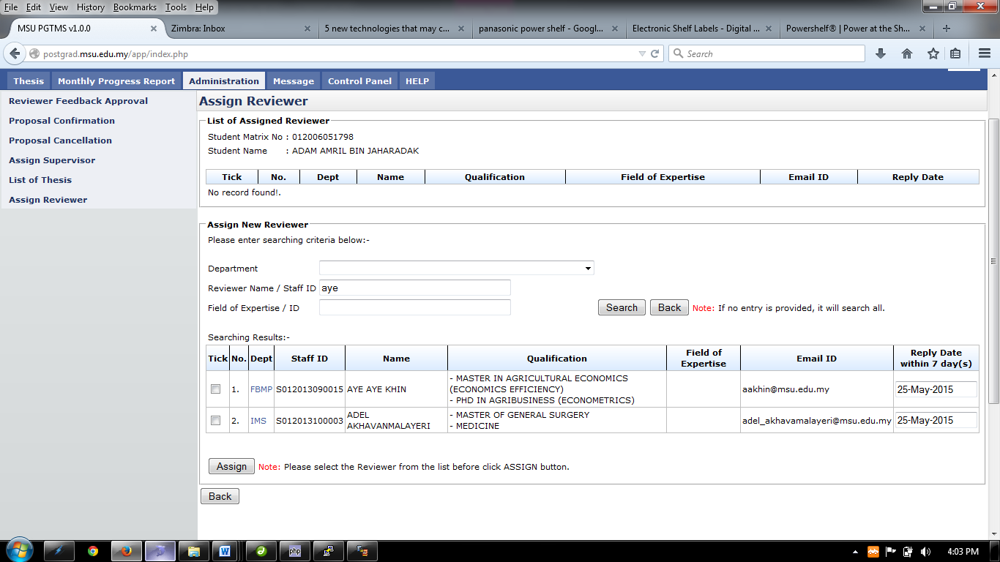 File Edit View History Bookmarks Tools Help
MSU PGTMS v1.0.0 Zimbra: Inbox 5 new technologies that may c... panasonic power shelf - Googl... Electronic Shelf Labels - Digital ... Powershelf® | Power at the Sh...
postgrad.msu.edu.my/app/index.php Search
Thesis Monthly Progress Report Administration Message Control Panel HELP
Reviewer Feedback Approval
Proposal Confirmation
Proposal Cancellation
Assign Supervisor
List of Thesis
Assign Reviewer
Assign Reviewer
List of Assigned Reviewer
Student Matrix No : 012006051798
Student Name : ADAM AMRIL BIN JAHARADAK
Tick No. Dept Name Qualification Field of Expertise Email ID Reply Date
No record found!.
Assign New Reviewer
Please enter searching criteria below:-
Department
Reviewer Name / Staff ID aye
Field of Expertise / ID Search Back Note: If no entry is provided, it will search all.
Searching Results:-
Tick No. Dept Staff ID Name Qualification Field of Expertise Email ID Reply Date within 7 day(s)
1. FBMP S012013090015 AYE AYE KHIN - MASTER IN AGRICULTURAL ECONOMICS (ECONOMICS EFFICIENCY) - PHD IN AGRIBUSINESS (ECONOMETRICS) aakhin@msu.edu.my 25-May-2015
2. IMS S012013100003 ADEL AKHAVANMALAYERI - MASTER OF GENERAL SURGERY - MEDICINE adel_akhavamalayeri@msu.edu.my 25-May-2015
Assign Note: Please select the Reviewer from the list before click ASSIGN button.
Back
php 4:03 PM